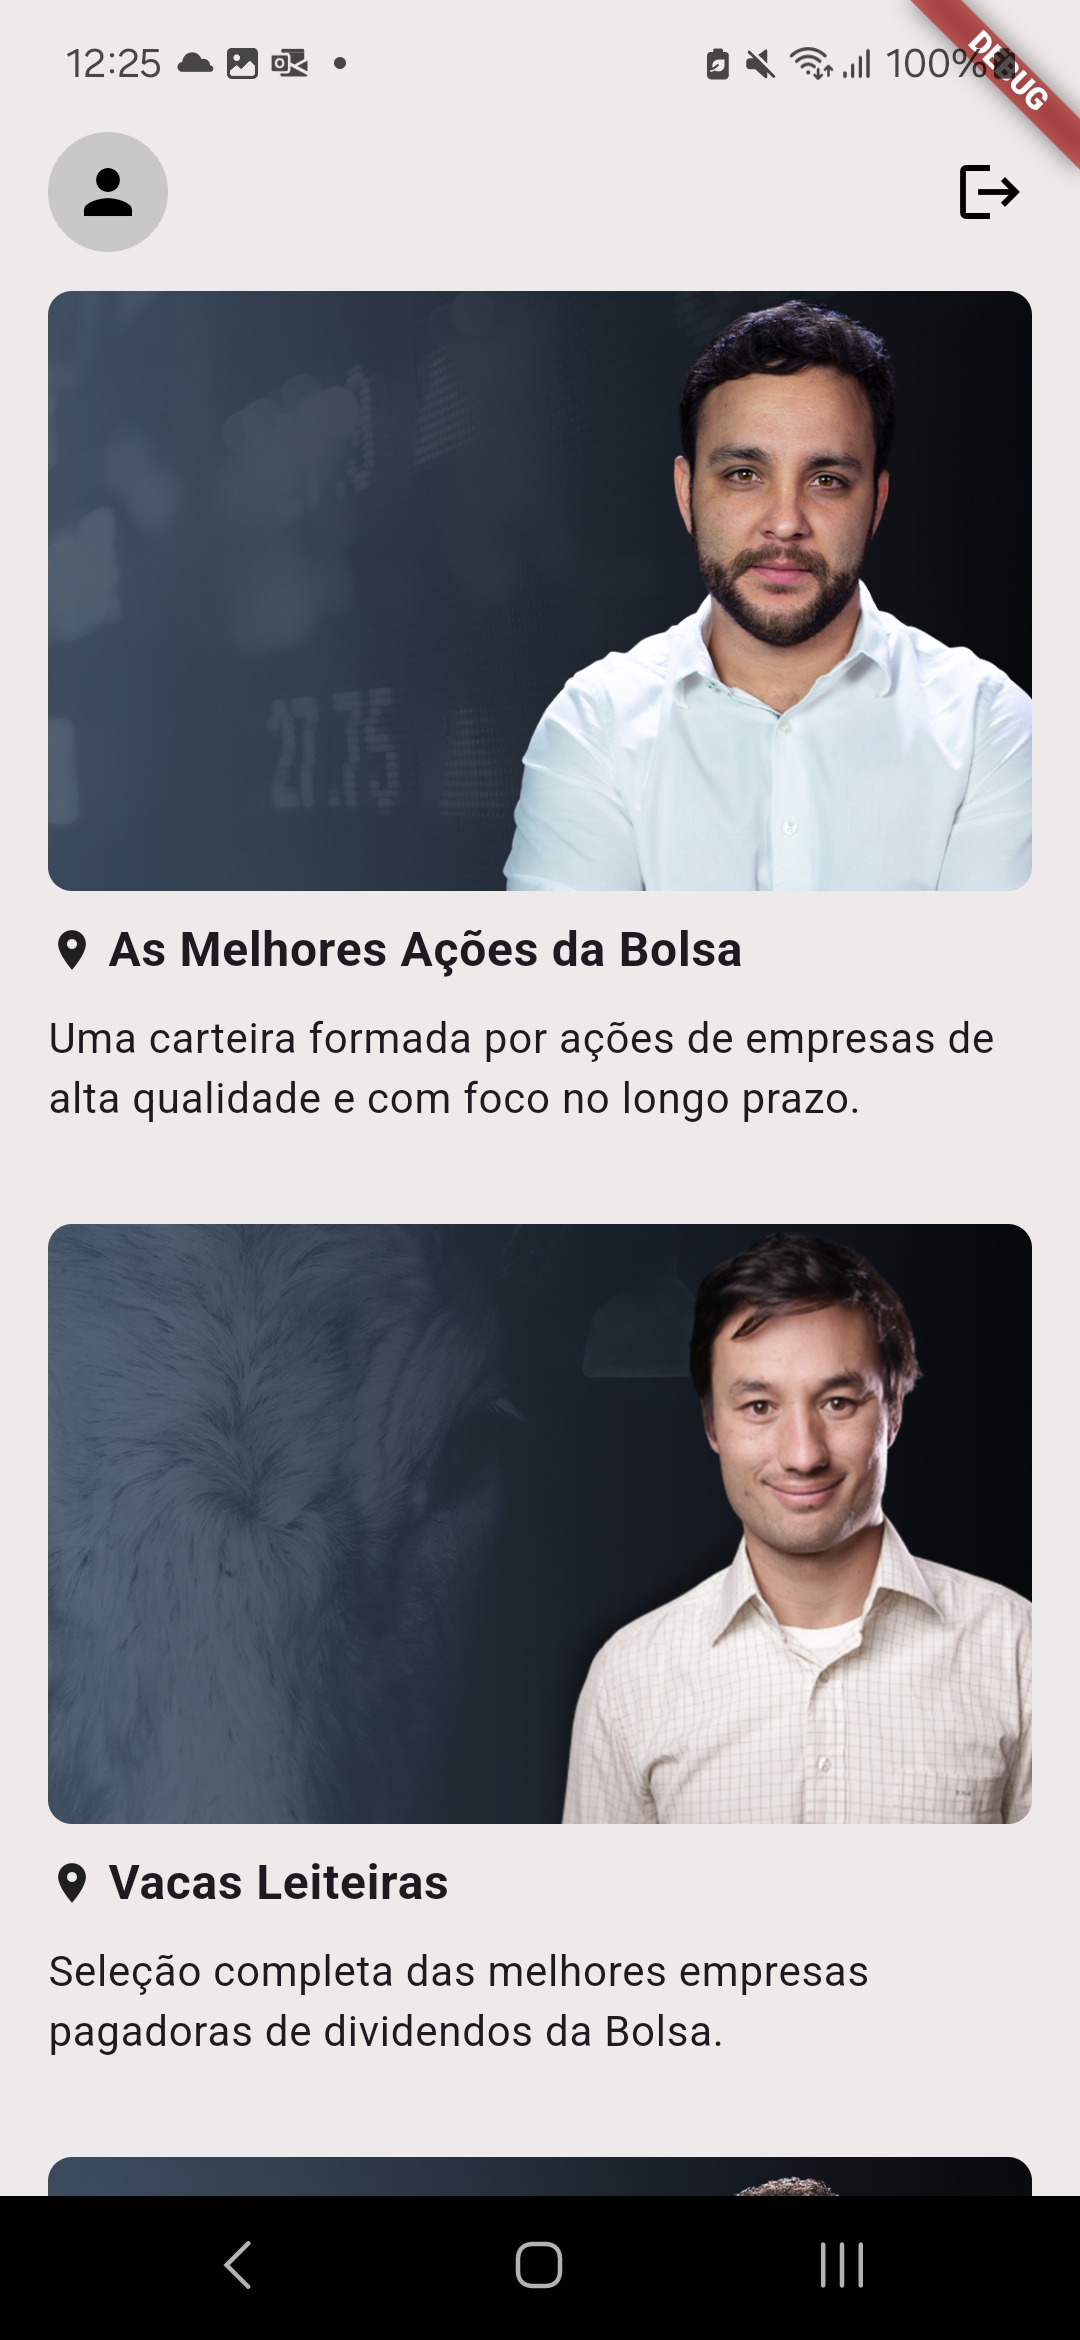 12:25
100%
DEBUG
27.75
As Melhores Ações da Bolsa
Uma carteira formada por ações de empresas de
alta qualidade e com foco no longo prazo.
Vacas Leiteiras
Seleção completa das melhores empresas
pagadoras de dividendos da Bolsa.